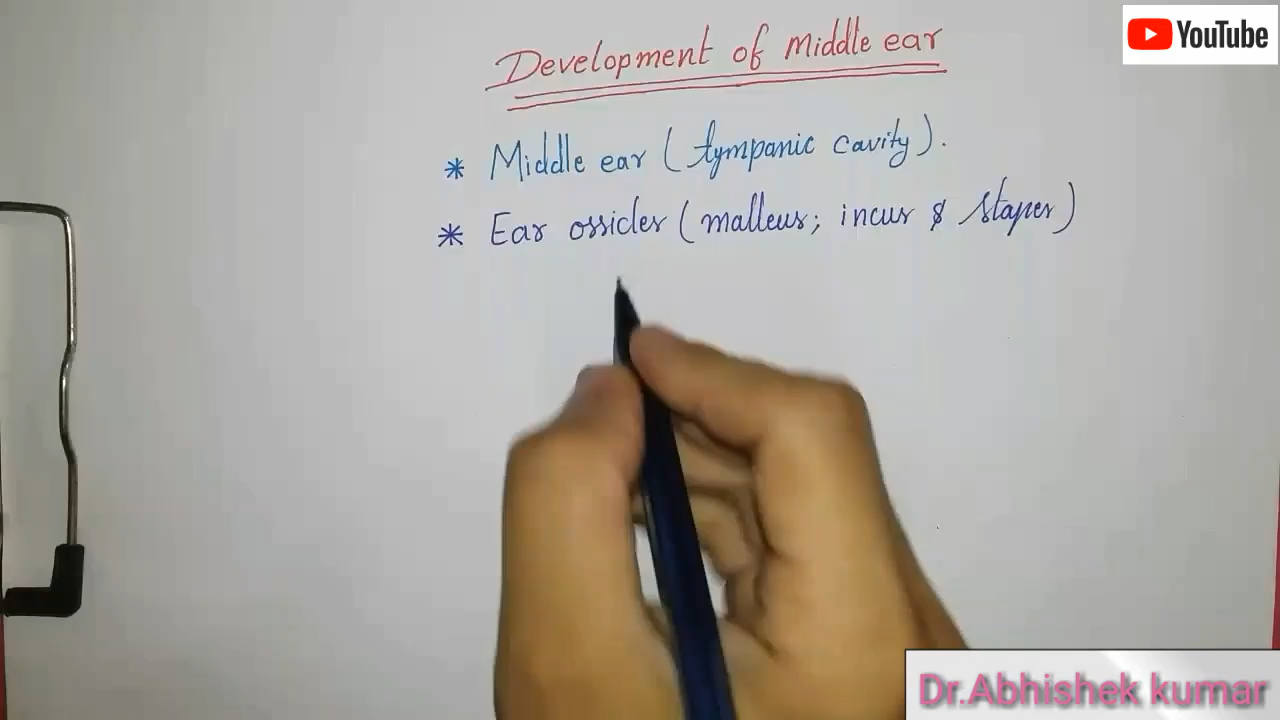 YouTube
Development of Middle ear
* Middle ear (tympanic cavity).
* Ear ossicles (malleus; incus & stapes)
Dr.Abhishek kumar